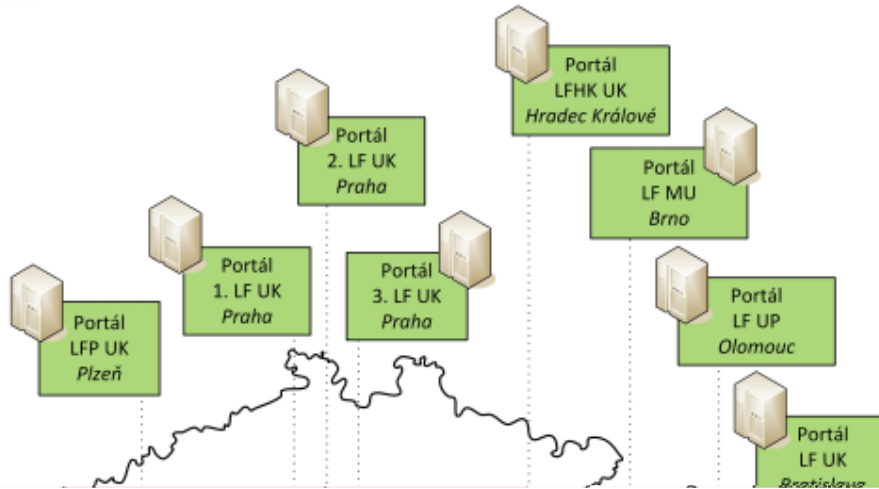 Portál
LFHK UK
Hradec Králové
Portál
2. LF UK
Praha
Portál
LF MU
Brno
Portál
1. LF UK
Praha
Portál
3. LF UK
Praha
Portál
LFP UK
Plzeň
Portál
LF UP
Olomouc
Portál
LF UK
Bratislava